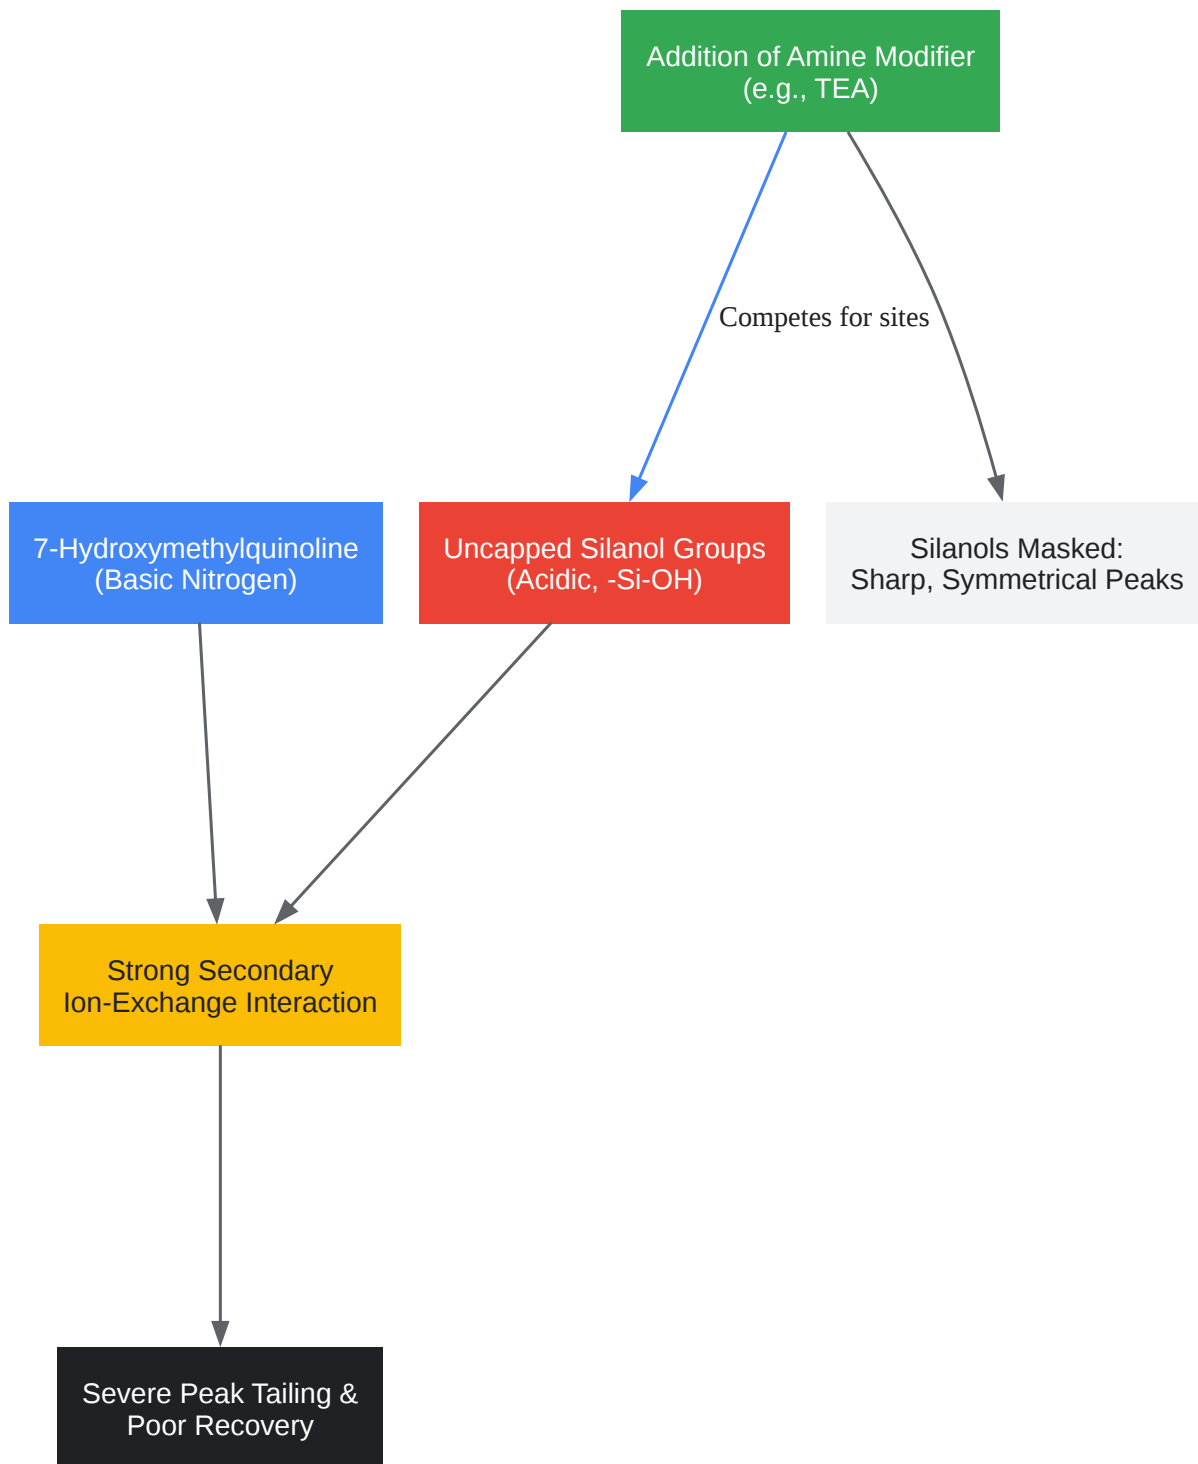 Addition of Amine Modifier
(e.g., TEA)
Competes for sites
7-Hydroxymethylquinoline
(Basic Nitrogen)
Uncapped Silanol Groups
(Acidic, -Si-OH)
Silanols Masked:
Sharp, Symmetrical Peaks
Strong Secondary
Ion-Exchange Interaction
Severe Peak Tailing &
Poor Recovery